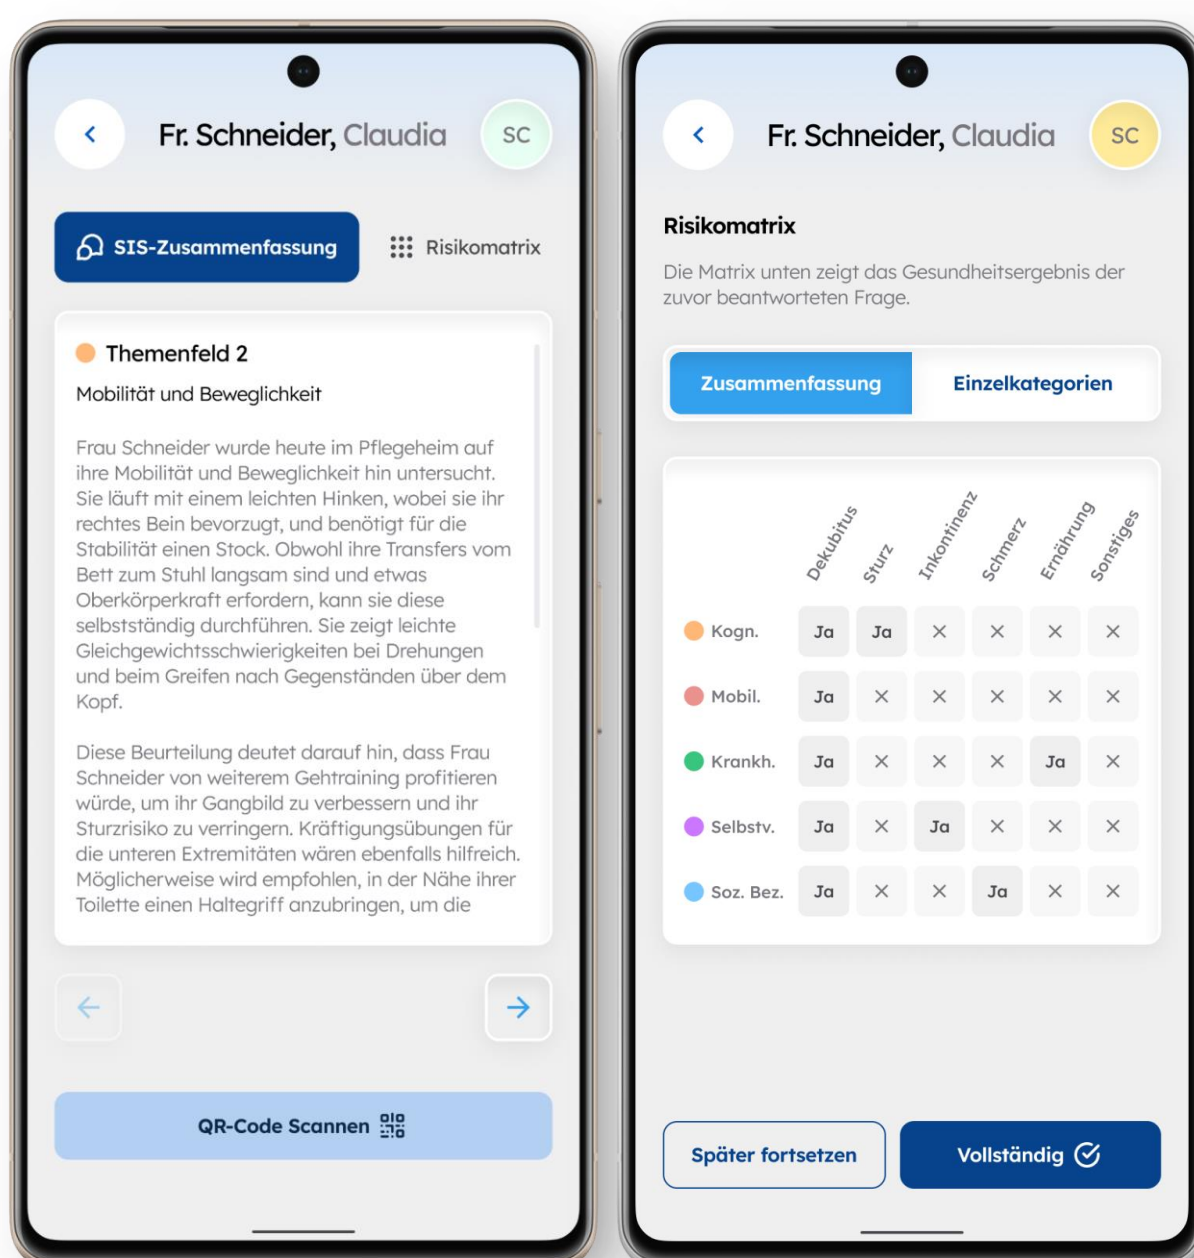 Fr. Schneider, Claudia
SC
SIS-Zusammenfassung
Risikomatrix
Themenfeld 2
Mobilität und Beweglichkeit
Frau Schneider wurde heute im Pflegeheim auf
ihre Mobilität und Beweglichkeit hin untersucht.
Sie läuft mit einem leichten Hinken, wobei sie ihr
rechtes Bein bevorzugt, und benötigt für die
Stabilität einen Stock. Obwohl ihre Transfers vom
Bett zum Stuhl langsam sind und etwas
Oberkörperkraft erfordern, kann sie diese
selbstständig durchführen. Sie zeigt leichte
Gleichgewichtsschwierigkeiten bei Drehungen
und beim Greifen nach Gegenständen über dem
Kopf.
Diese Beurteilung deutet darauf hin, dass Frau
Schneider von weiterem Gehtraining profitieren
würde, um ihr Gangbild zu verbessern und ihr
Sturzrisiko zu verringern. Kräftigungsübungen für
die unteren Extremitäten wären ebenfalls hilfreich.
Möglicherweise wird empfohlen, in der Nähe ihrer
Toilette einen Haltegriff anzubringen, um die
QR-Code Scannen
Fr. Schneider, Claudia
SC
Risikomatrix
Die Matrix unten zeigt das Gesundheitsergebnis der
zuvor beantworteten Frage.
Zusammenfassung
Einzelkategorien
Dekubitus Sturz Inkontinenz Schmerz Ernährung Sonstiges
Kogn. Ja Ja × × × ×
Mobil. Ja × × × × ×
Krankh. Ja × × × Ja ×
Selbstv. Ja × Ja × × ×
Soz. Bez. Ja × × Ja × ×
Später fortsetzen
Vollständig